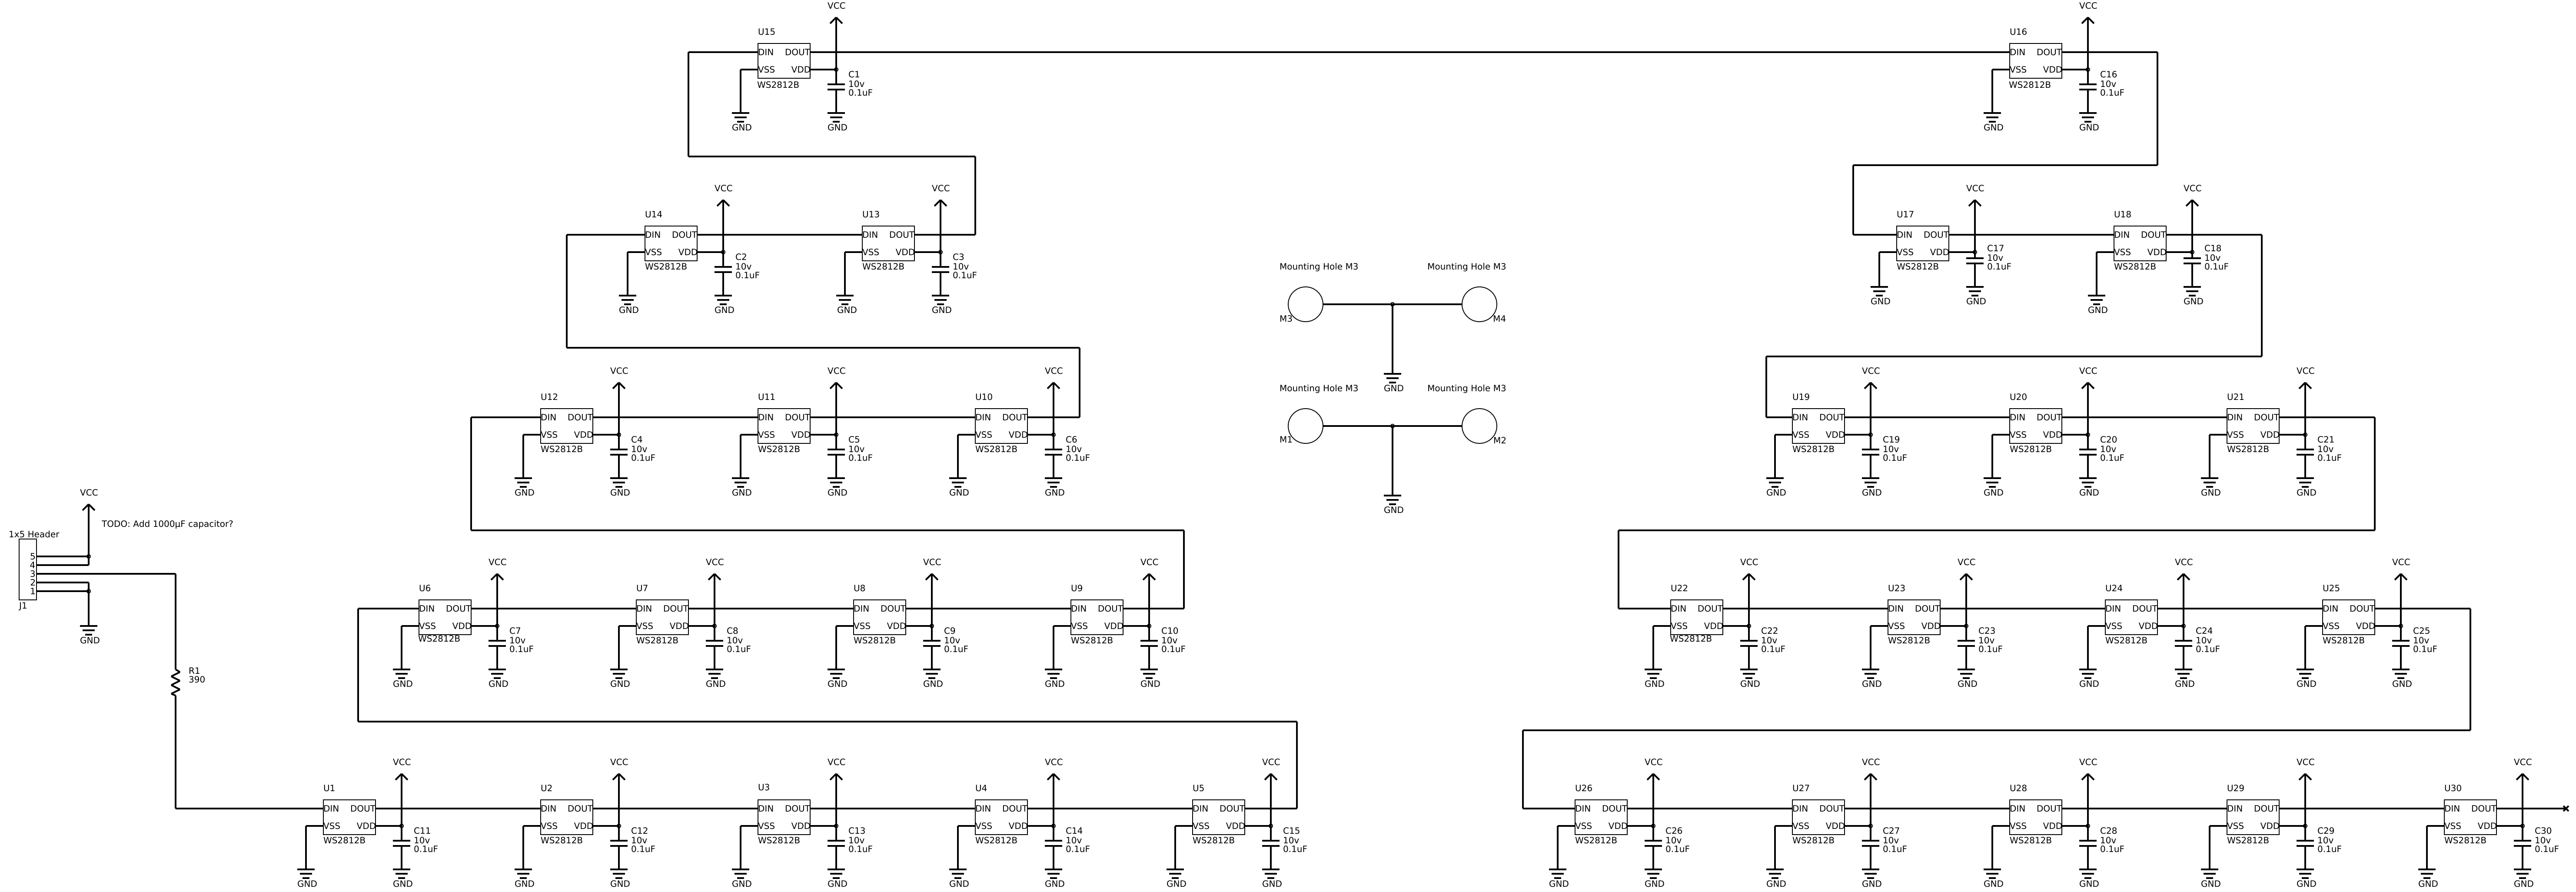 VCC
U15
DIN DOUT
VSS VDD
WS2812B
C1
10v
0.1uF
GND
GND
VCC
U16
DIN DOUT
VSS VDD
WS2812B
C16
10v
0.1uF
GND
GND
VCC
U14
DIN DOUT
VSS VDD
WS2812B
C2
10v
0.1uF
GND
GND
VCC
U13
DIN DOUT
VSS VDD
WS2812B
C3
10v
0.1uF
GND
GND
Mounting Hole M3
Mounting Hole M3
M3
M4
GND
VCC
U17
DIN DOUT
VSS VDD
WS2812B
C17
10v
0.1uF
GND
GND
VCC
U18
DIN DOUT
VSS VDD
WS2812B
C18
10v
0.1uF
GND
GND
VCC
U12
DIN DOUT
VSS VDD
WS2812B
C4
10v
0.1uF
GND
GND
VCC
U11
DIN DOUT
VSS VDD
WS2812B
C5
10v
0.1uF
GND
GND
VCC
U10
DIN DOUT
VSS VDD
WS2812B
C6
10v
0.1uF
GND
GND
Mounting Hole M3
Mounting Hole M3
M1
M2
GND
VCC
U19
DIN DOUT
VSS VDD
WS2812B
C19
10v
0.1uF
GND
GND
VCC
U20
DIN DOUT
VSS VDD
WS2812B
C20
10v
0.1uF
GND
GND
VCC
U21
DIN DOUT
VSS VDD
WS2812B
C21
10v
0.1uF
GND
GND
VCC
TODO: Add 1000µF capacitor?
1x5 Header
5
4
3
2
1
J1
GND
R1
390
VCC
U6
DIN DOUT
VSS VDD
WS2812B
C7
10v
0.1uF
GND
GND
VCC
U7
DIN DOUT
VSS VDD
WS2812B
C8
10v
0.1uF
GND
GND
VCC
U8
DIN DOUT
VSS VDD
WS2812B
C9
10v
0.1uF
GND
GND
VCC
U9
DIN DOUT
VSS VDD
WS2812B
C10
10v
0.1uF
GND
GND
VCC
U22
DIN DOUT
VSS VDD
WS2812B
C22
10v
0.1uF
GND
GND
VCC
U23
DIN DOUT
VSS VDD
WS2812B
C23
10v
0.1uF
GND
GND
VCC
U24
DIN DOUT
VSS VDD
WS2812B
C24
10v
0.1uF
GND
GND
VCC
U25
DIN DOUT
VSS VDD
WS2812B
C25
10v
0.1uF
GND
GND
VCC
U1
DIN DOUT
VSS VDD
WS2812B
C11
10v
0.1uF
GND
GND
VCC
U2
DIN DOUT
VSS VDD
WS2812B
C12
10v
0.1uF
GND
GND
VCC
U3
DIN DOUT
VSS VDD
WS2812B
C13
10v
0.1uF
GND
GND
VCC
U4
DIN DOUT
VSS VDD
WS2812B
C14
10v
0.1uF
GND
GND
VCC
U5
DIN DOUT
VSS VDD
WS2812B
C15
10v
0.1uF
GND
GND
VCC
U26
DIN DOUT
VSS VDD
WS2812B
C26
10v
0.1uF
GND
GND
VCC
U27
DIN DOUT
VSS VDD
WS2812B
C27
10v
0.1uF
GND
GND
VCC
U28
DIN DOUT
VSS VDD
WS2812B
C28
10v
0.1uF
GND
GND
VCC
U29
DIN DOUT
VSS VDD
WS2812B
C29
10v
0.1uF
GND
GND
VCC
U30
DIN DOUT
VSS VDD
WS2812B
C30
10v
0.1uF
GND
GND